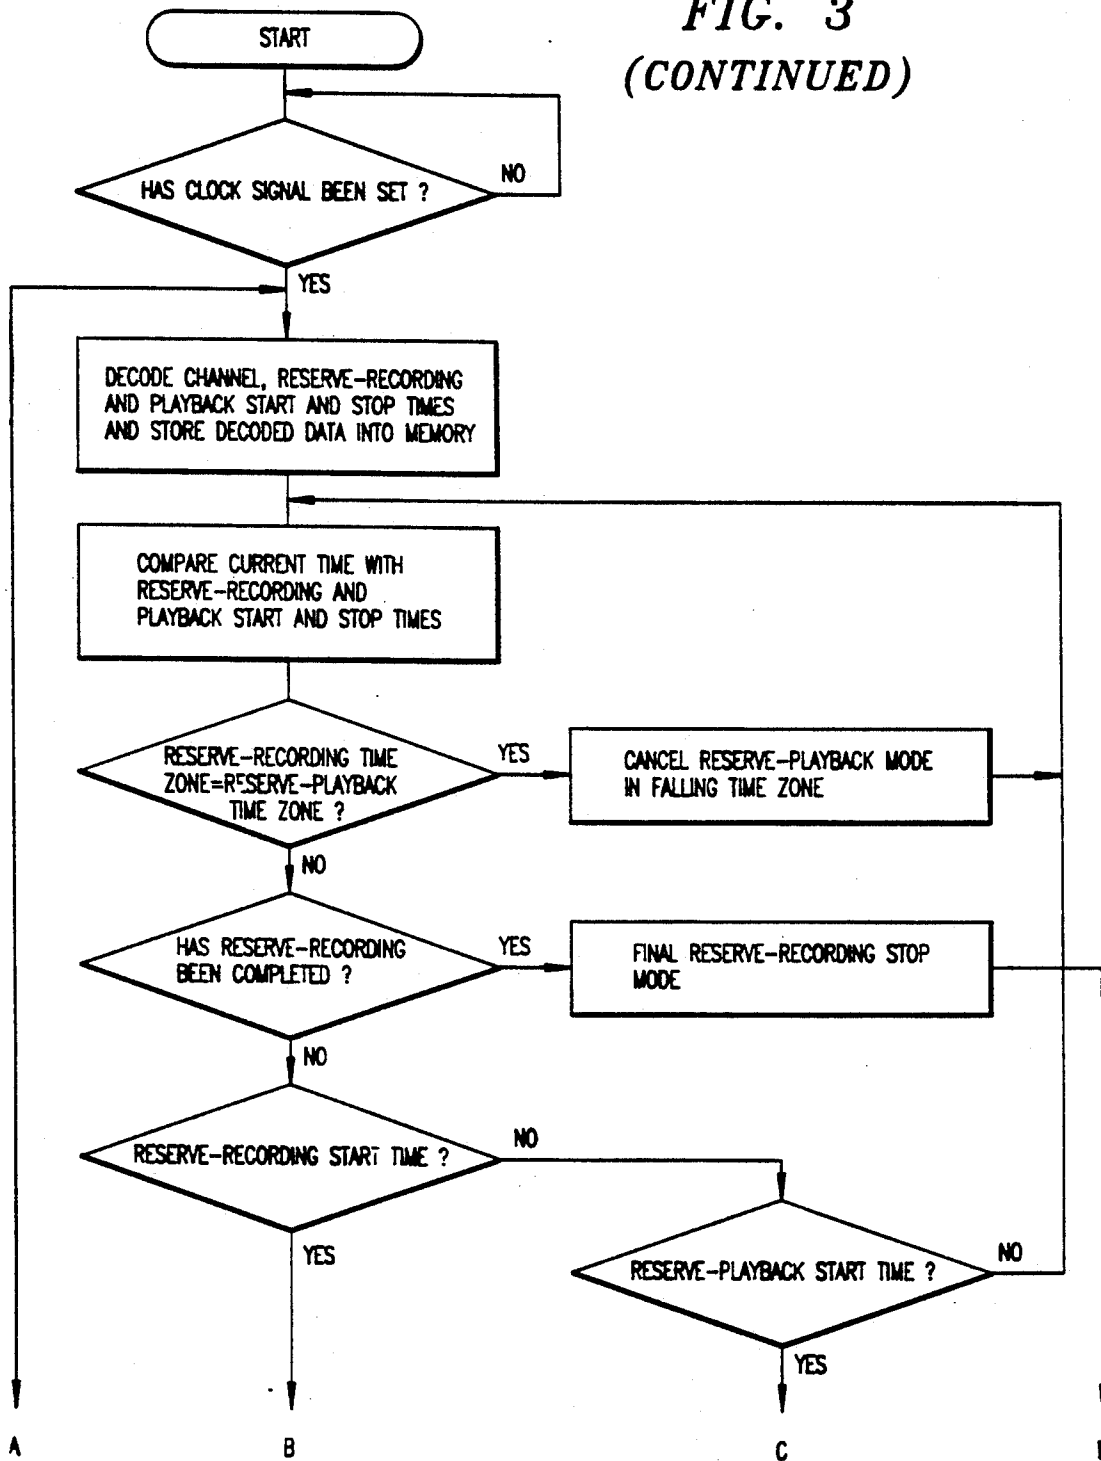 FIG. 3
(CONTINUED)
START
HAS CLOCK SIGNAL BEEN SET ?
NO
YES
DECODE CHANNEL, RESERVE-RECORDING
AND PLAYBACK START AND STOP TIMES
AND STORE DECODED DATA INTO MEMORY
COMPARE CURRENT TIME WITH
RESERVE-RECORDING AND
PLAYBACK START AND STOP TIMES
RESERVE-RECORDING TIME
ZONE=RESERVE-PLAYBACK
TIME ZONE ?
YES
CANCEL RESERVE-PLAYBACK MODE
IN FALLING TIME ZONE
NO
HAS RESERVE-RECORDING
BEEN COMPLETED ?
YES
FINAL RESERVE-RECORDING STOP
MODE
NO
RESERVE-RECORDING START TIME ?
NO
YES
RESERVE-PLAYBACK START TIME ?
NO
YES
A
B
C